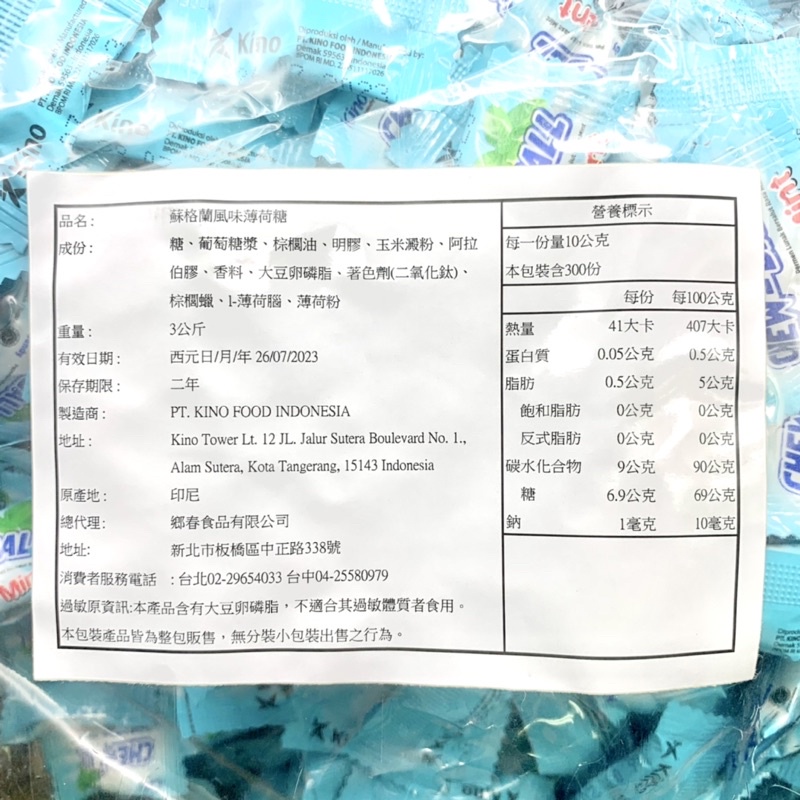 Kino
Diproduksi oleh / Manu
PT. KINO FOOD INDONESIA
Kino
品名： 蘇格蘭風味薄荷糖
成份： 糖、葡萄糖漿、棕櫚油、明膠、玉米澱粉、阿拉
伯膠、香料、大豆卵磷脂、著色劑(二氧化鈦)、
棕櫚蠟、l-薄荷腦、薄荷粉
重量： 3公斤
有效日期： 西元日/月/年 26/07/2023
保存期限： 二年
製造商： PT. KINO FOOD INDONESIA
地址： Kino Tower Lt. 12 JL. Jalur Sutera Boulevard No. 1.,
Alam Sutera, Kota Tangerang, 15143 Indonesia
原產地： 印尼
總代理： 鄉春食品有限公司
地址: 新北市板橋區中正路338號
消費者服務電話 : 台北02-29654033 台中04-25580979
過敏原資訊:本產品含有大豆卵磷脂，不適合其過敏體質者食用。
本包裝產品皆為整包販售，無分裝小包裝出售之行為。
營養標示
每一份量10公克
本包裝含300份
每份 每100公克
熱量 41大卡 407大卡
蛋白質 0.05公克 0.5公克
脂肪 0.5公克 5公克
飽和脂肪 0公克 0公克
反式脂肪 0公克 0公克
碳水化合物 9公克 90公克
糖 6.9公克 69公克
鈉 1毫克 10毫克